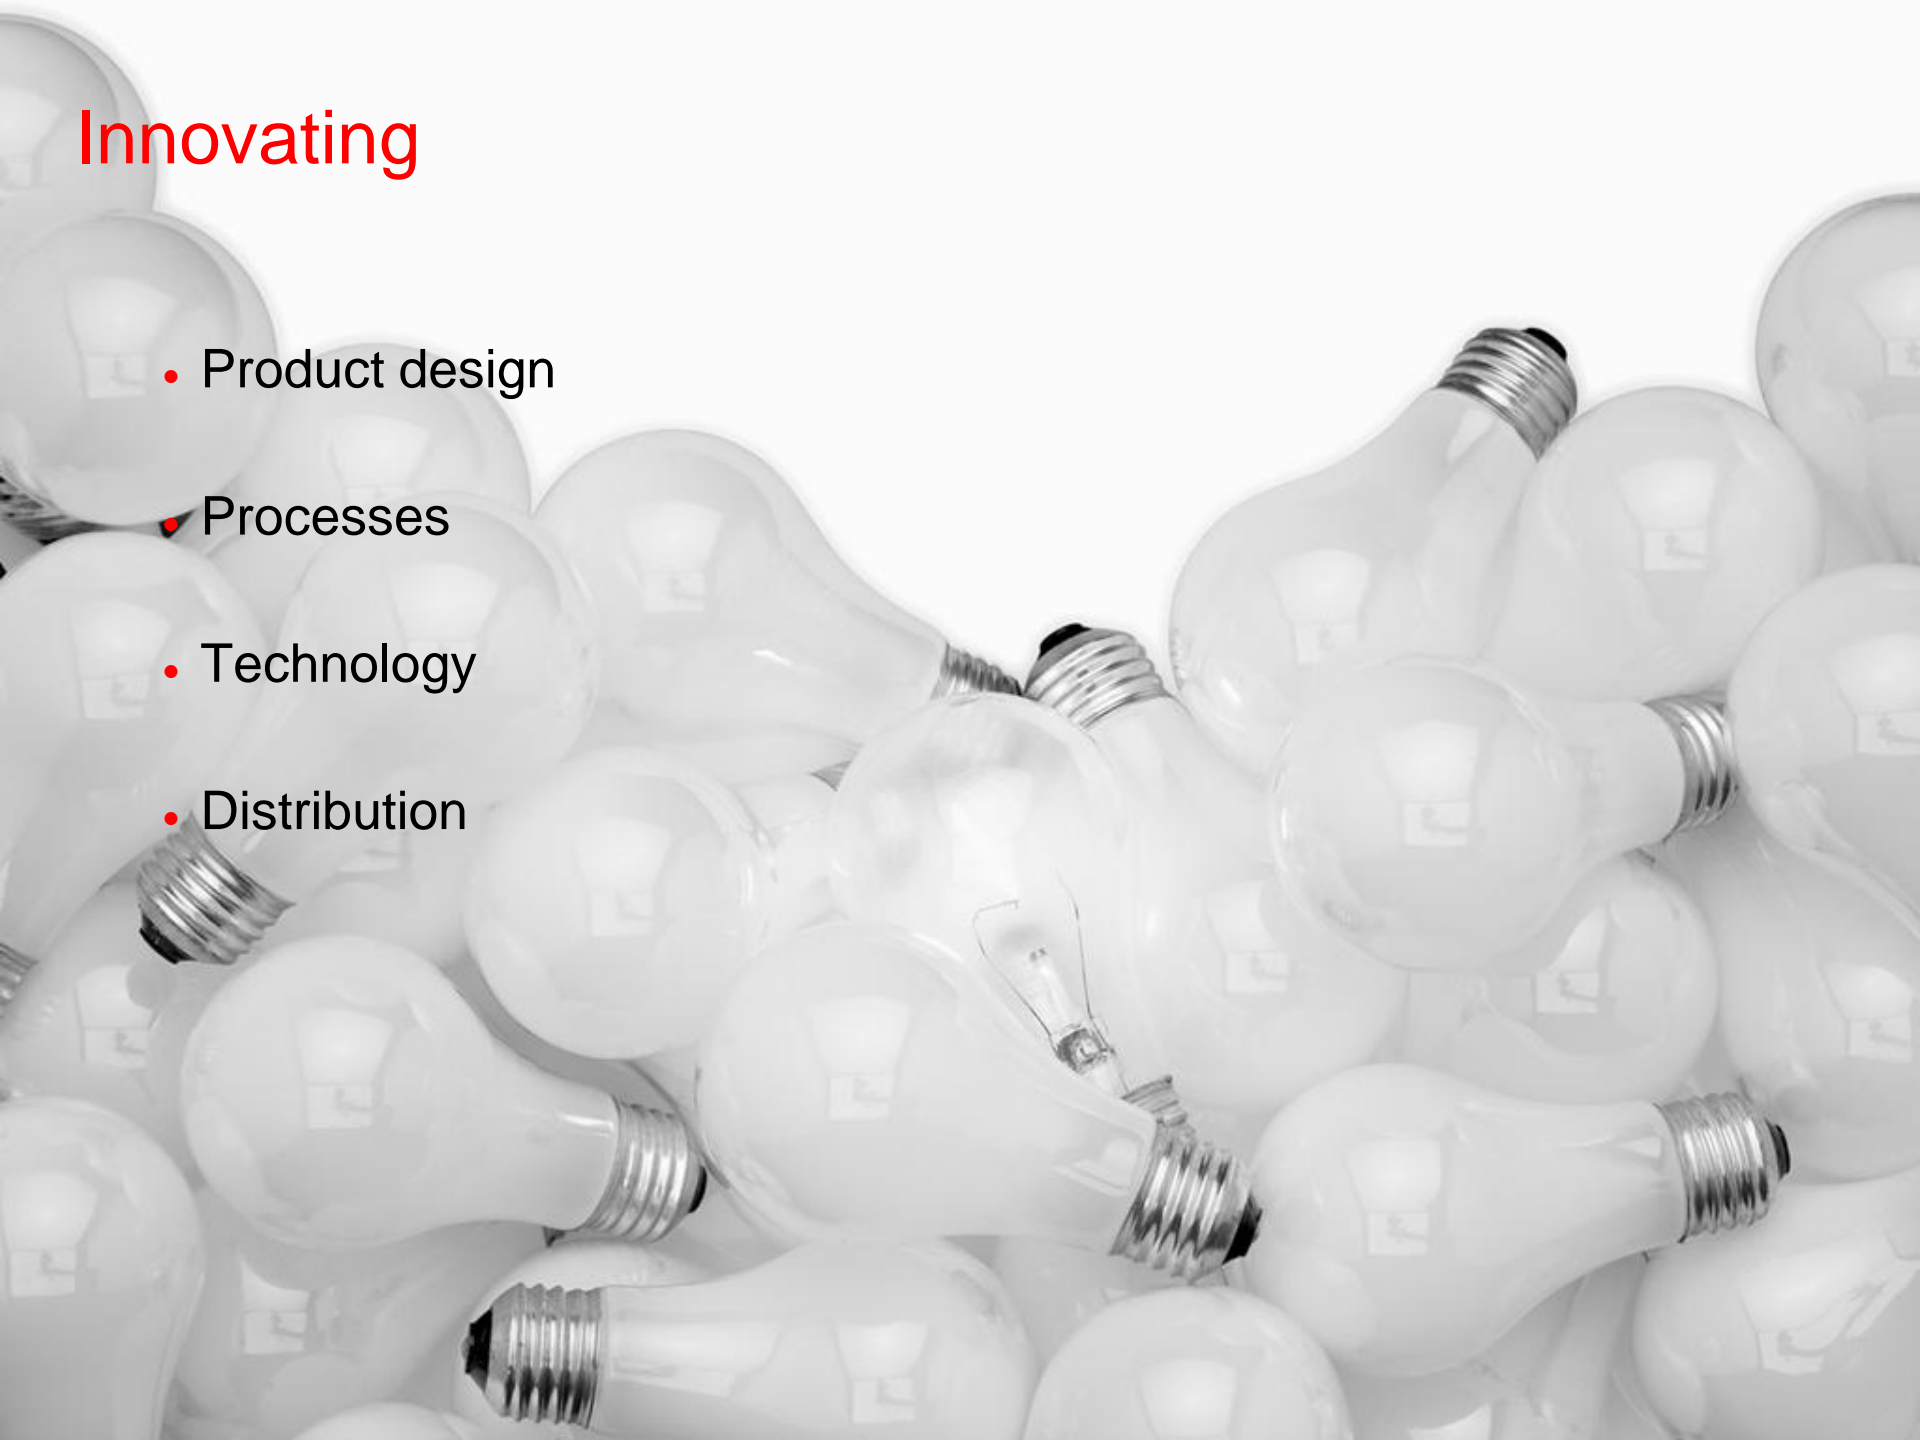 Innovating
• Product design
• Processes
• Technology
• Distribution